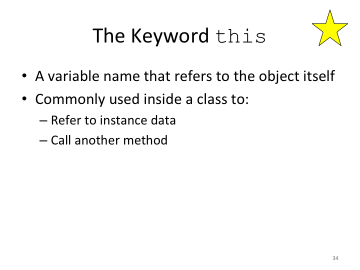 The Keyword this
• A variable name that refers to the object itself
• Commonly used inside a class to:
– Refer to instance data
– Call another method
34